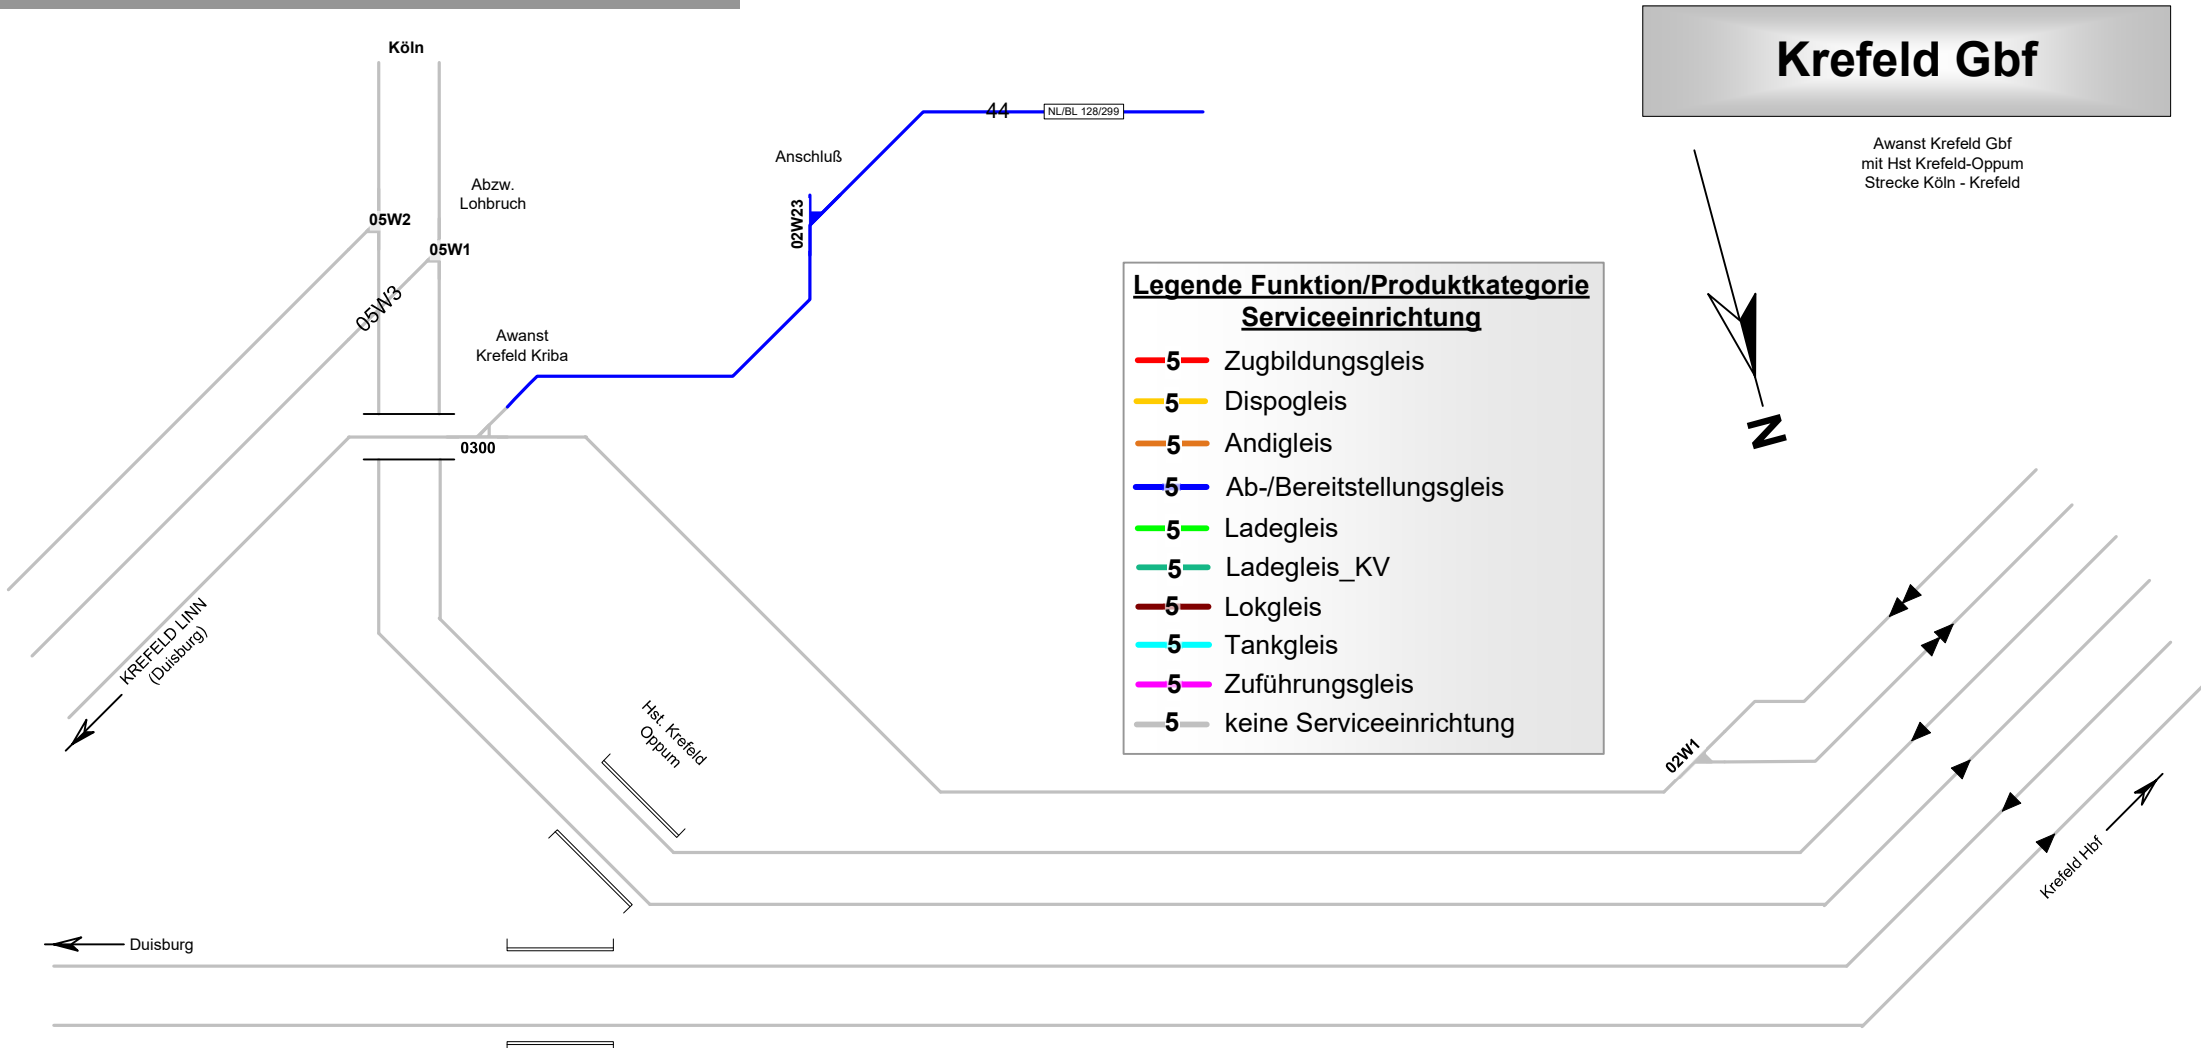 Krefeld Gbf
Awanst Krefeld Gbf
mit Hst Krefeld-Oppum
Strecke Köln - Krefeld
Köln
44
NL/BL 128/299
Anschluß
Abzw.
Lohbruch
05W2
02W23
05W1
05W3
Awanst
Krefeld Kriba
0300
Legende Funktion/Produktkategorie
Serviceeinrichtung
5 Zugbildungsgleis
5 Dispogleis
5 Andigleis
5 Ab-/Bereitstellungsgleis
5 Ladegleis
5 Ladegleis_KV
5 Lokgleis
5 Tankgleis
5 Zuführungsgleis
5 keine Serviceeinrichtung
N
KREFELD LINN
(Duisburg)
Hst. Krefeld
Oppum
02W1
Krefeld Hbf
Duisburg